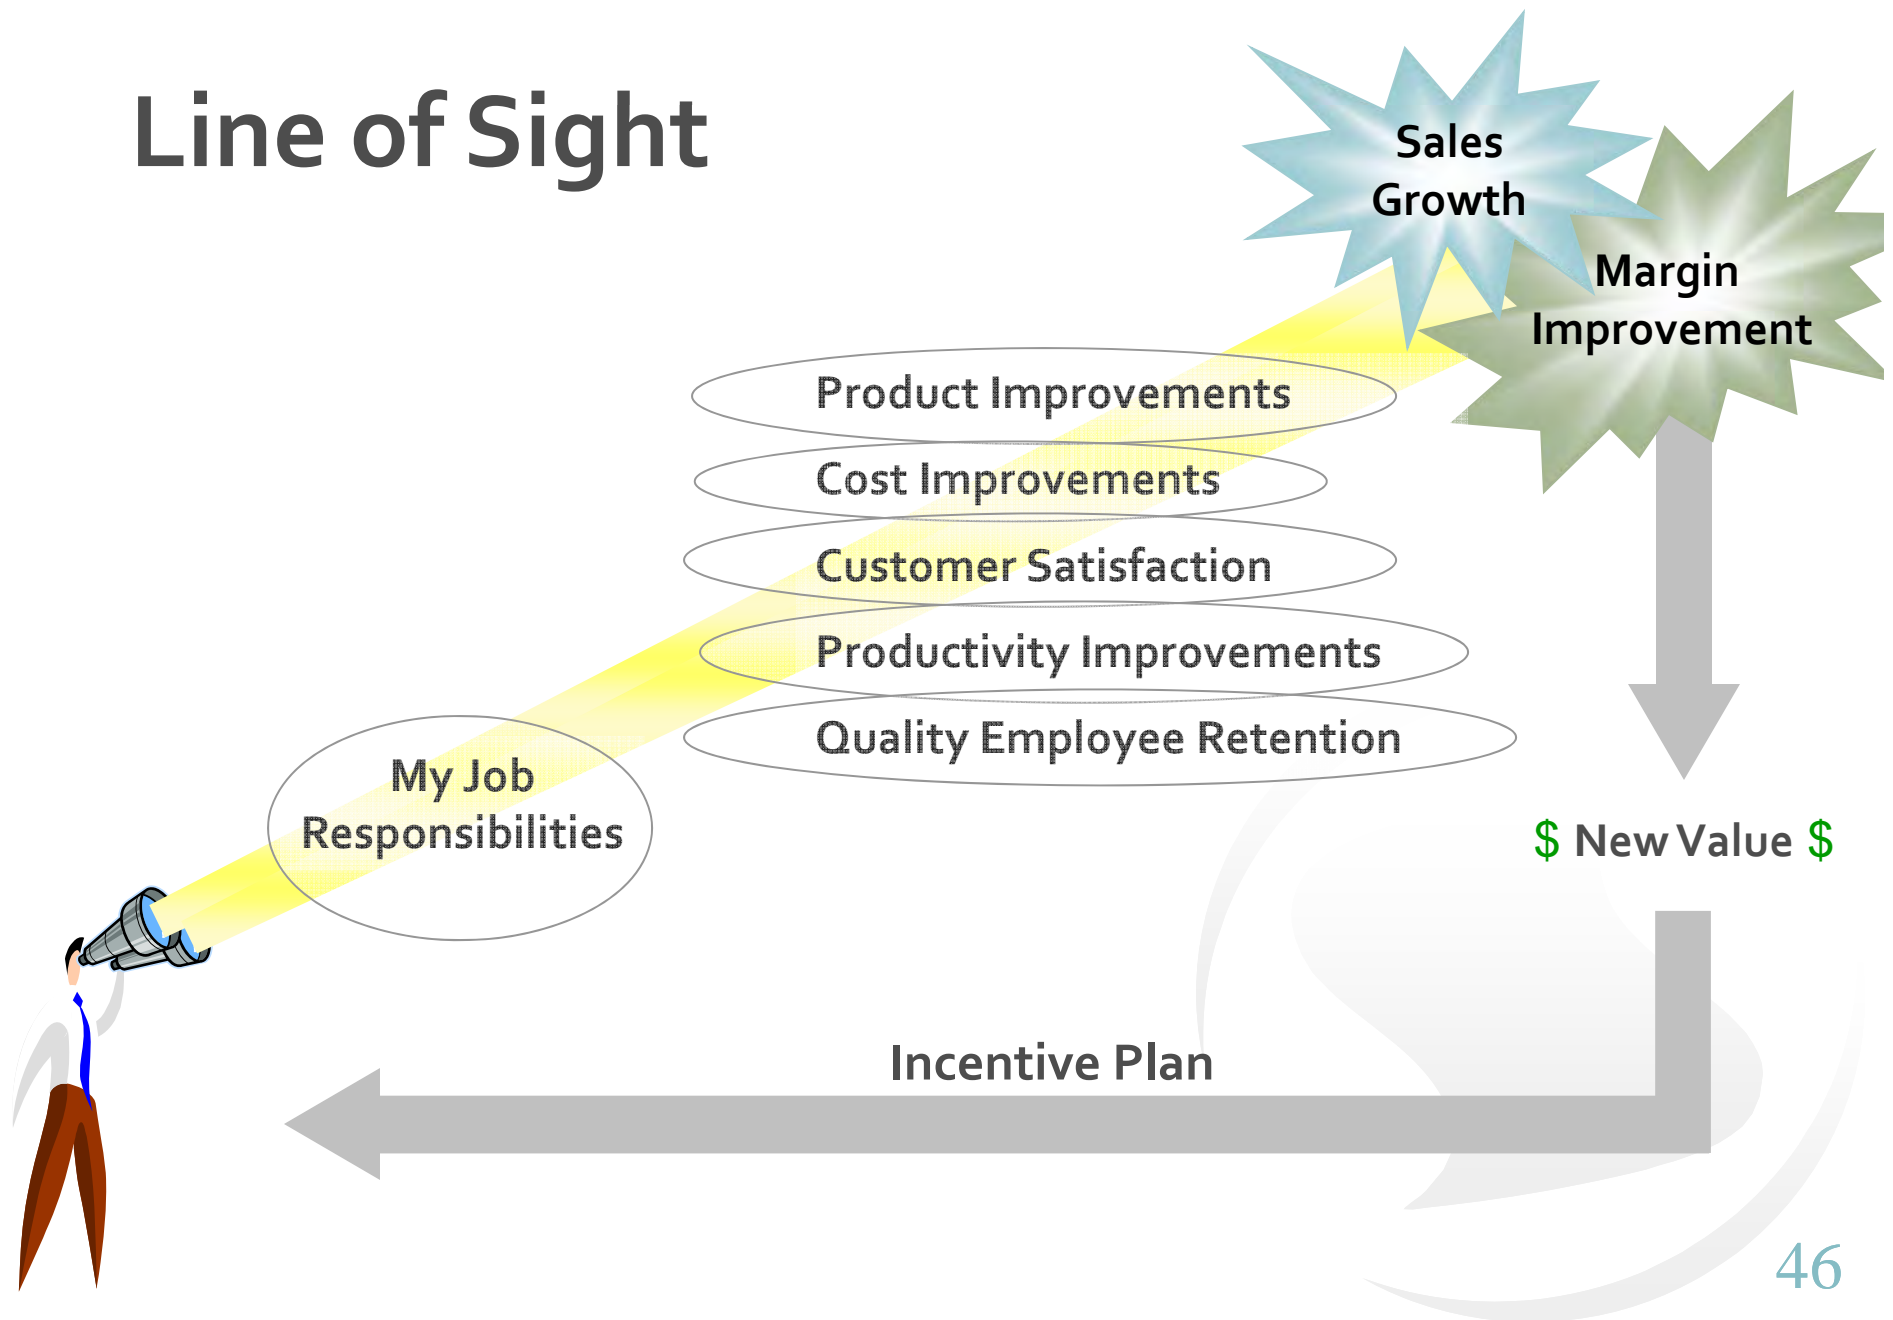 Line of Sight
Sales
Growth
Margin
Improvement
Product Improvements
Cost Improvements
Customer Satisfaction
Productivity Improvements
Quality Employee Retention
My Job
Responsibilities
$ New Value $
Incentive Plan
46